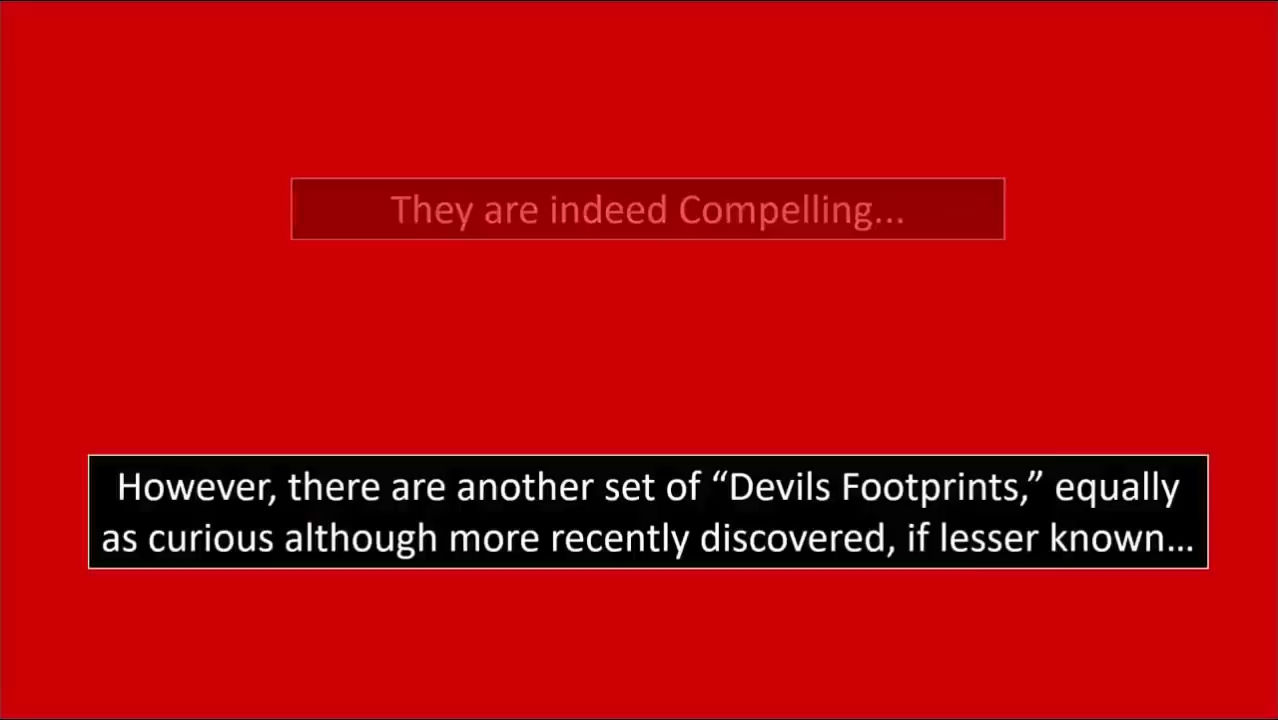 They are indeed Compelling...
However, there are another set of “Devils Footprints,” equally
as curious although more recently discovered, if lesser known...